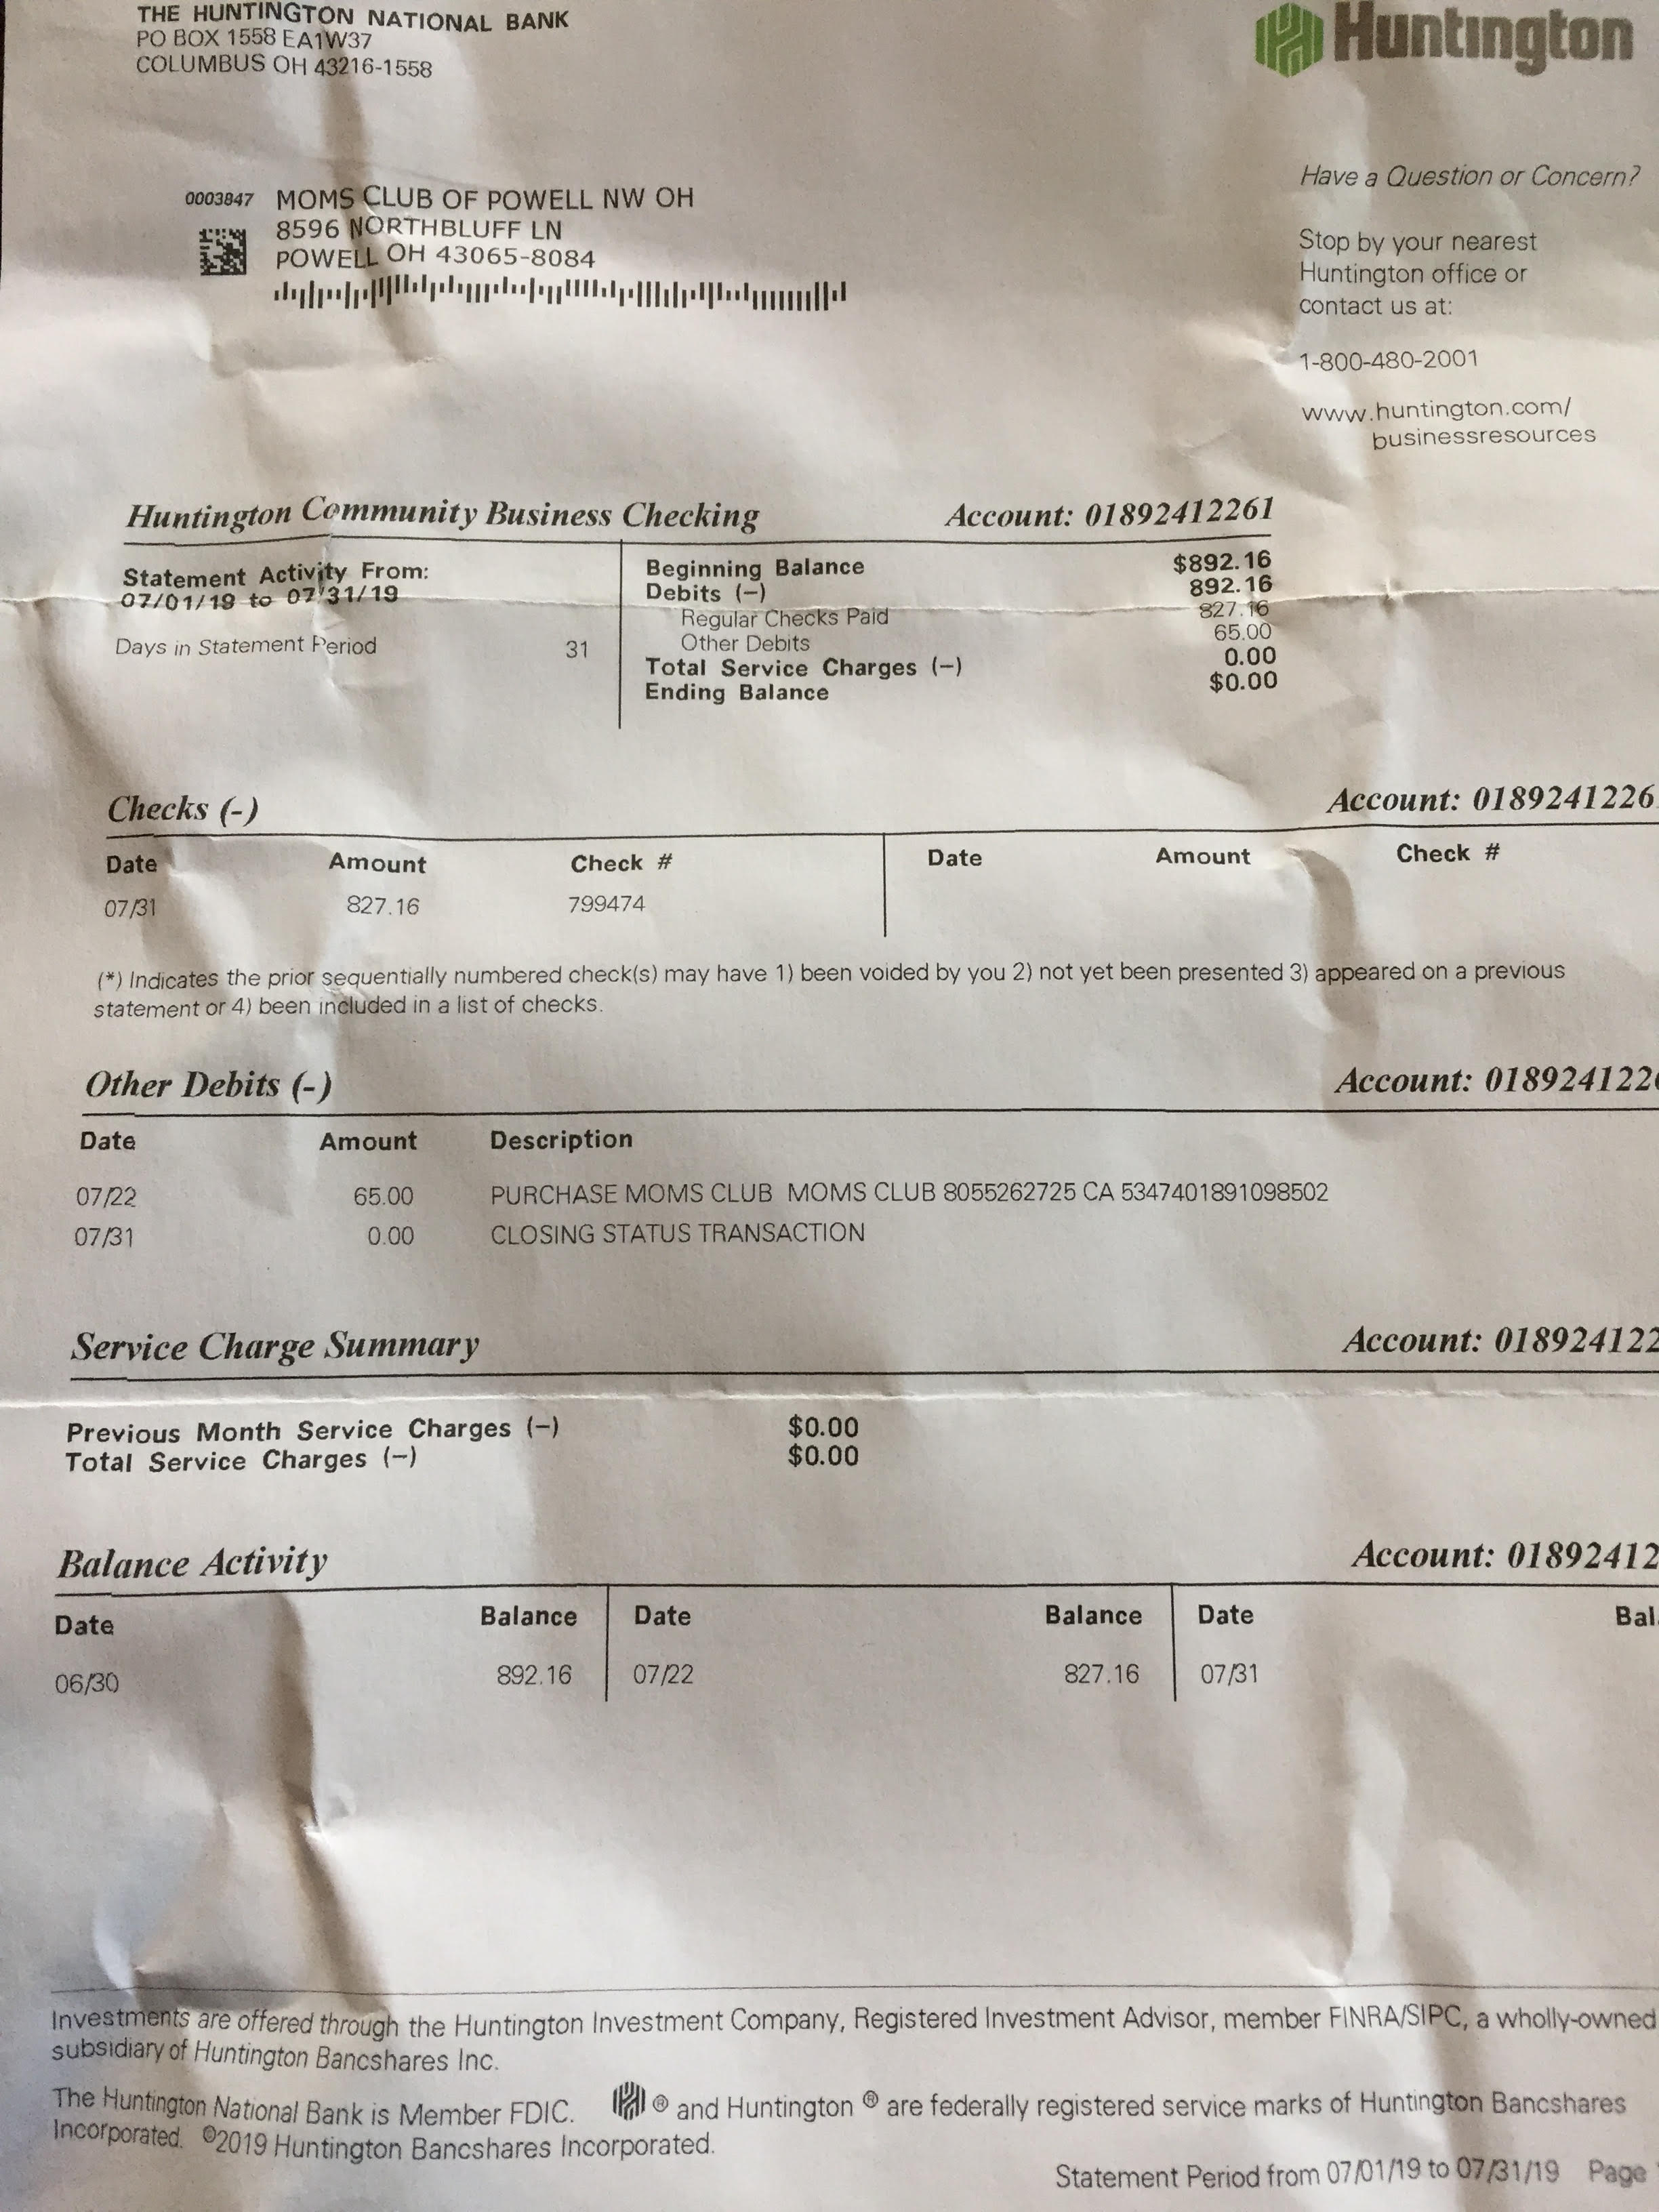 THE HUNTINGTON NATIONAL BANK
PO BOX 1558 EA1W37
COLUMBUS OH 43216-1558
Huntington
Have a Question or Concern?
Stop by your nearest
Huntington office or
contact us at:
1-800-480-2001
www.huntington.com/
businessresources
0003847 MOMS CLUB OF POWELL NW OH
8596 NORTHBLUFF LN
POWELL OH 43065-8084
Huntington Community Business Checking Account: 01892412261
Statement Activity From:
07/01/19 to 07/31/19
Days in Statement Period 31
Beginning Balance $892.16
Debits (-) 892.16
Regular Checks Paid 827.16
Other Debits 65.00
Total Service Charges (-) 0.00
Ending Balance $0.00
Checks (-) Account: 0189241226
Date Amount Check # Date Amount Check #
07/31 827.16 799474
(*) Indicates the prior sequentially numbered check(s) may have 1) been voided by you 2) not yet been presented 3) appeared on a previous
statement or 4) been included in a list of checks.
Other Debits (-) Account: 018924122
Date Amount Description
07/22 65.00 PURCHASE MOMS CLUB MOMS CLUB 8055262725 CA 5347401891098502
07/31 0.00 CLOSING STATUS TRANSACTION
Service Charge Summary Account: 018924122
Previous Month Service Charges (-) $0.00
Total Service Charges (-) $0.00
Balance Activity Account: 01892412
Date Balance Date Balance Date Bal
06/30 892.16 07/22 827.16 07/31
Investments are offered through the Huntington Investment Company, Registered Investment Advisor, member FINRA/SIPC, a wholly-owned
subsidiary of Huntington Bancshares Inc.
The Huntington National Bank is Member FDIC. ® and Huntington ® are federally registered service marks of Huntington Bancshares
Incorporated. ©2019 Huntington Bancshares Incorporated.
Statement Period from 07/01/19 to 07/31/19 Page